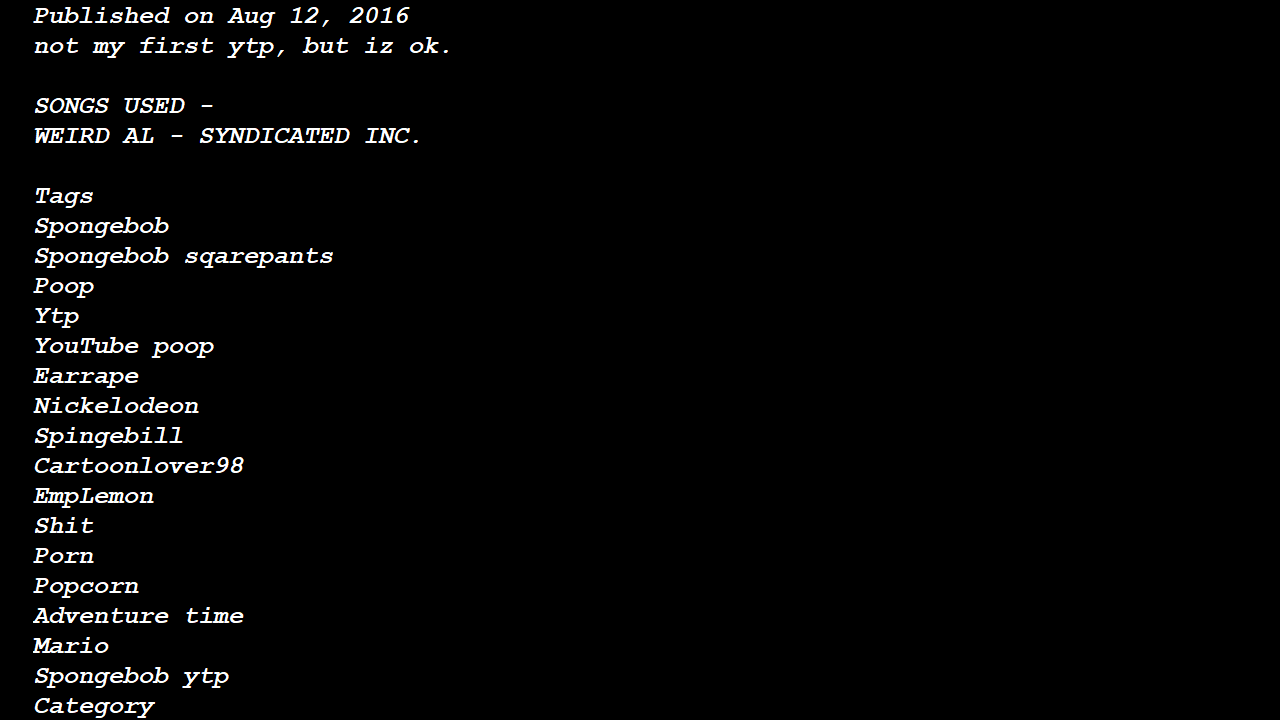 Published on Aug 12, 2016
not my first ytp, but iz ok.
SONGS USED -
WEIRD AL - SYNDICATED INC.
Tags
Spongebob
Spongebob sqarepants
Poop
Ytp
YouTube poop
Earrape
Nickelodeon
Spingebill
Cartoonlover98
EmpLemon
Shit
Porn
Popcorn
Adventure time
Mario
Spongebob ytp
Category